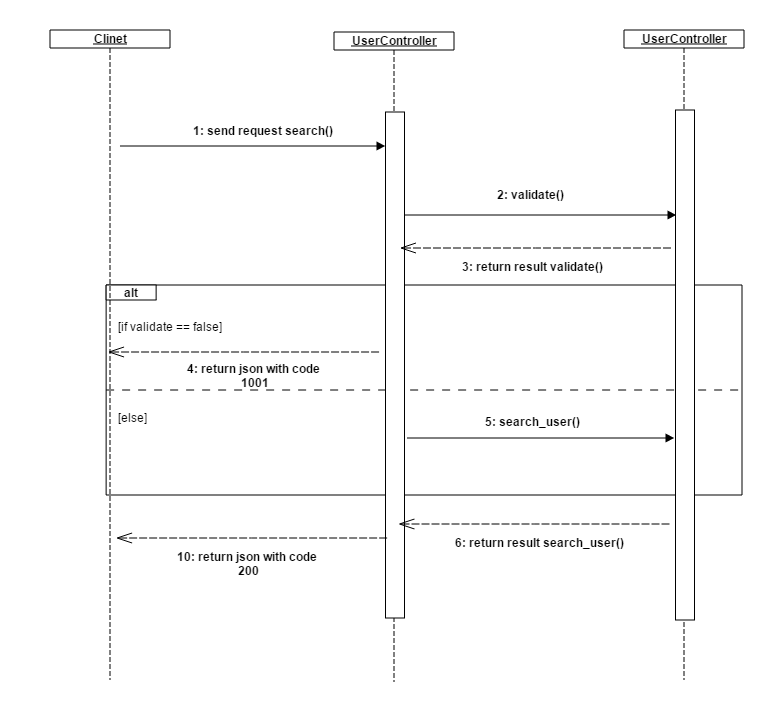 Clinet
UserController
UserController
1: send request search()
2: validate()
3: return result validate()
alt
[if validate == false]
4: return json with code
1001
[else]
5: search_user()
6: return result search_user()
10: return json with code
200